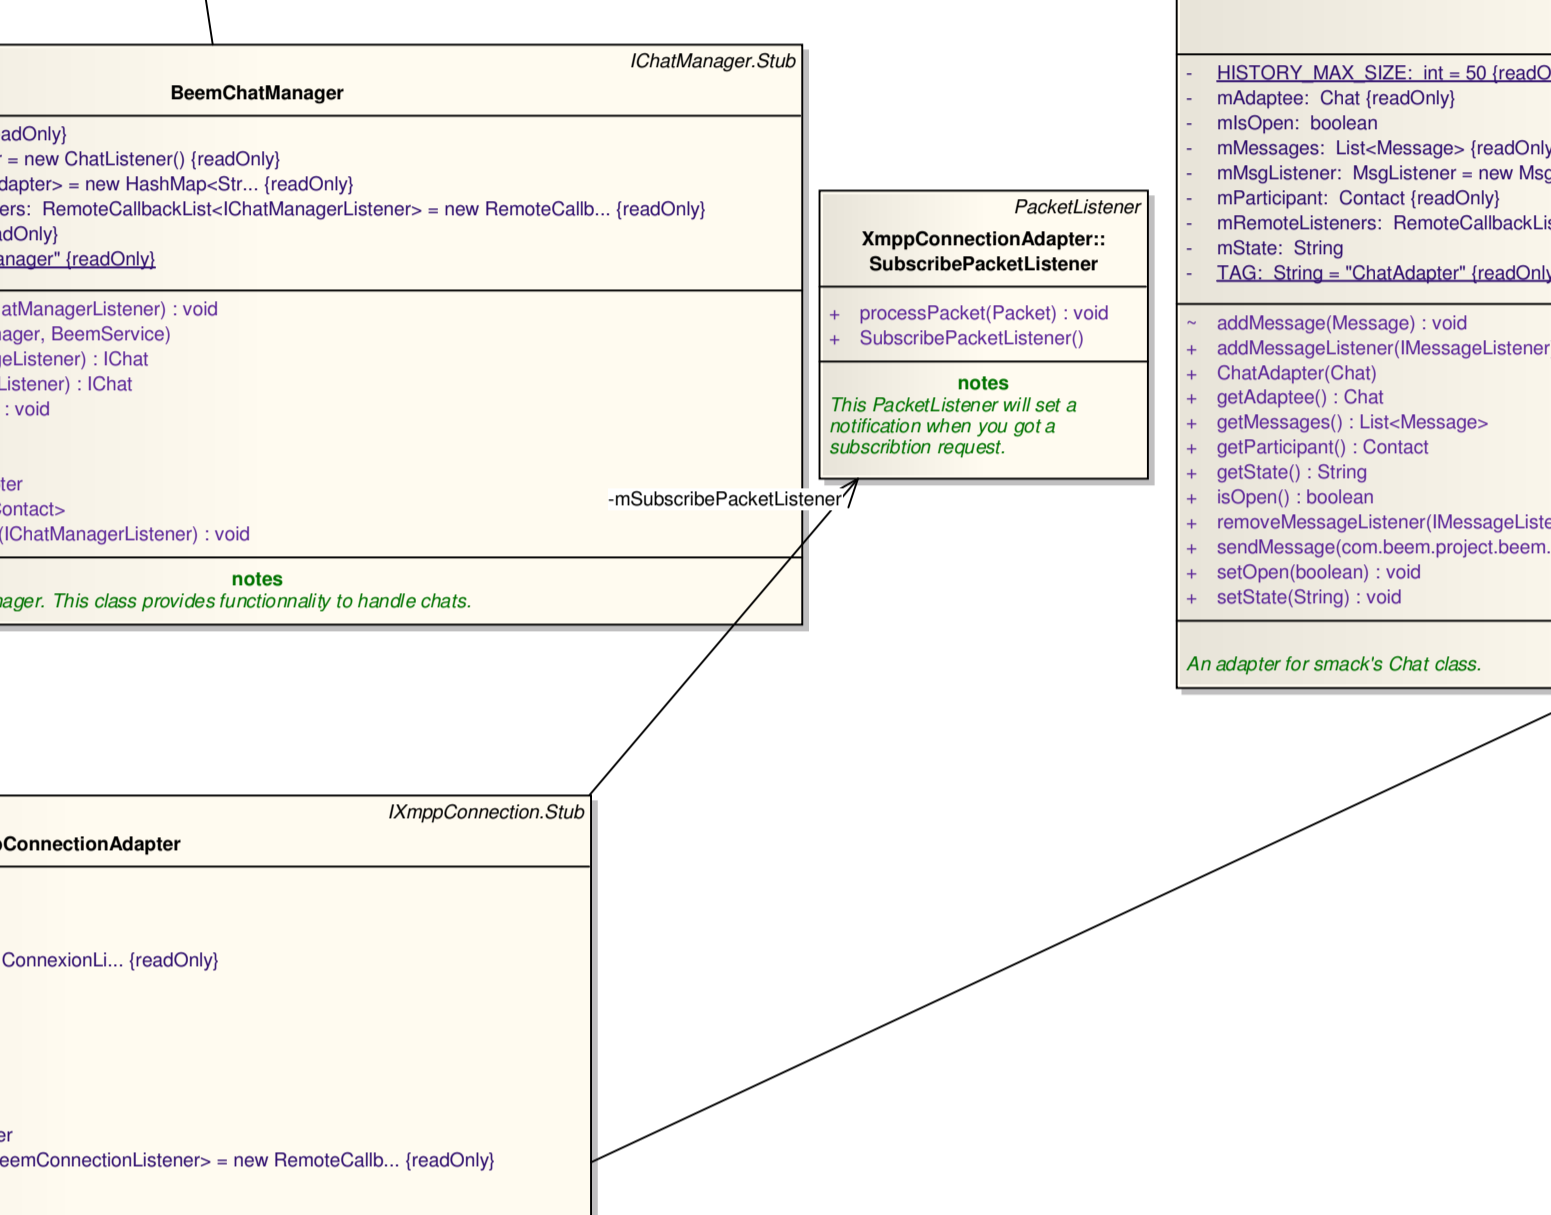 IChatManager.Stub
BeemChatManager
adOnly}
= new ChatListener() {readOnly}
dapter> = new HashMap<Str... {readOnly}
ers: RemoteCallbackList<IChatManagerListener> = new RemoteCallb... {readOnly}
adOnly}
anager" {readOnly}
atManagerListener) : void
ager, BeemService)
geListener) : IChat
Listener) : IChat
: void
ter
Contact>
(IChatManagerListener) : void
notes
nager. This class provides functionnality to handle chats.
PacketListener
XmppConnectionAdapter::
SubscribePacketListener
+ processPacket(Packet) : void
+ SubscribePacketListener()
notes
This PacketListener will set a
notification when you got a
subscribtion request.
-mSubscribePacketListener
- HISTORY_MAX_SIZE: int = 50 {readO
- mAdaptee: Chat {readOnly}
- mIsOpen: boolean
- mMessages: List<Message> {readOnly
- mMsgListener: MsgListener = new Msg
- mParticipant: Contact {readOnly}
- mRemoteListeners: RemoteCallbackLis
- mState: String
- TAG: String = "ChatAdapter" {readOnly
~ addMessage(Message) : void
+ addMessageListener(IMessageListener
+ ChatAdapter(Chat)
+ getAdaptee() : Chat
+ getMessages() : List<Message>
+ getParticipant() : Contact
+ getState() : String
+ isOpen() : boolean
+ removeMessageListener(IMessageListe
+ sendMessage(com.beem.project.beem.
+ setOpen(boolean) : void
+ setState(String) : void
An adapter for smack's Chat class.
IXmppConnection.Stub
pConnectionAdapter
ConnexionLi... {readOnly}
er
eemConnectionListener> = new RemoteCallb... {readOnly}